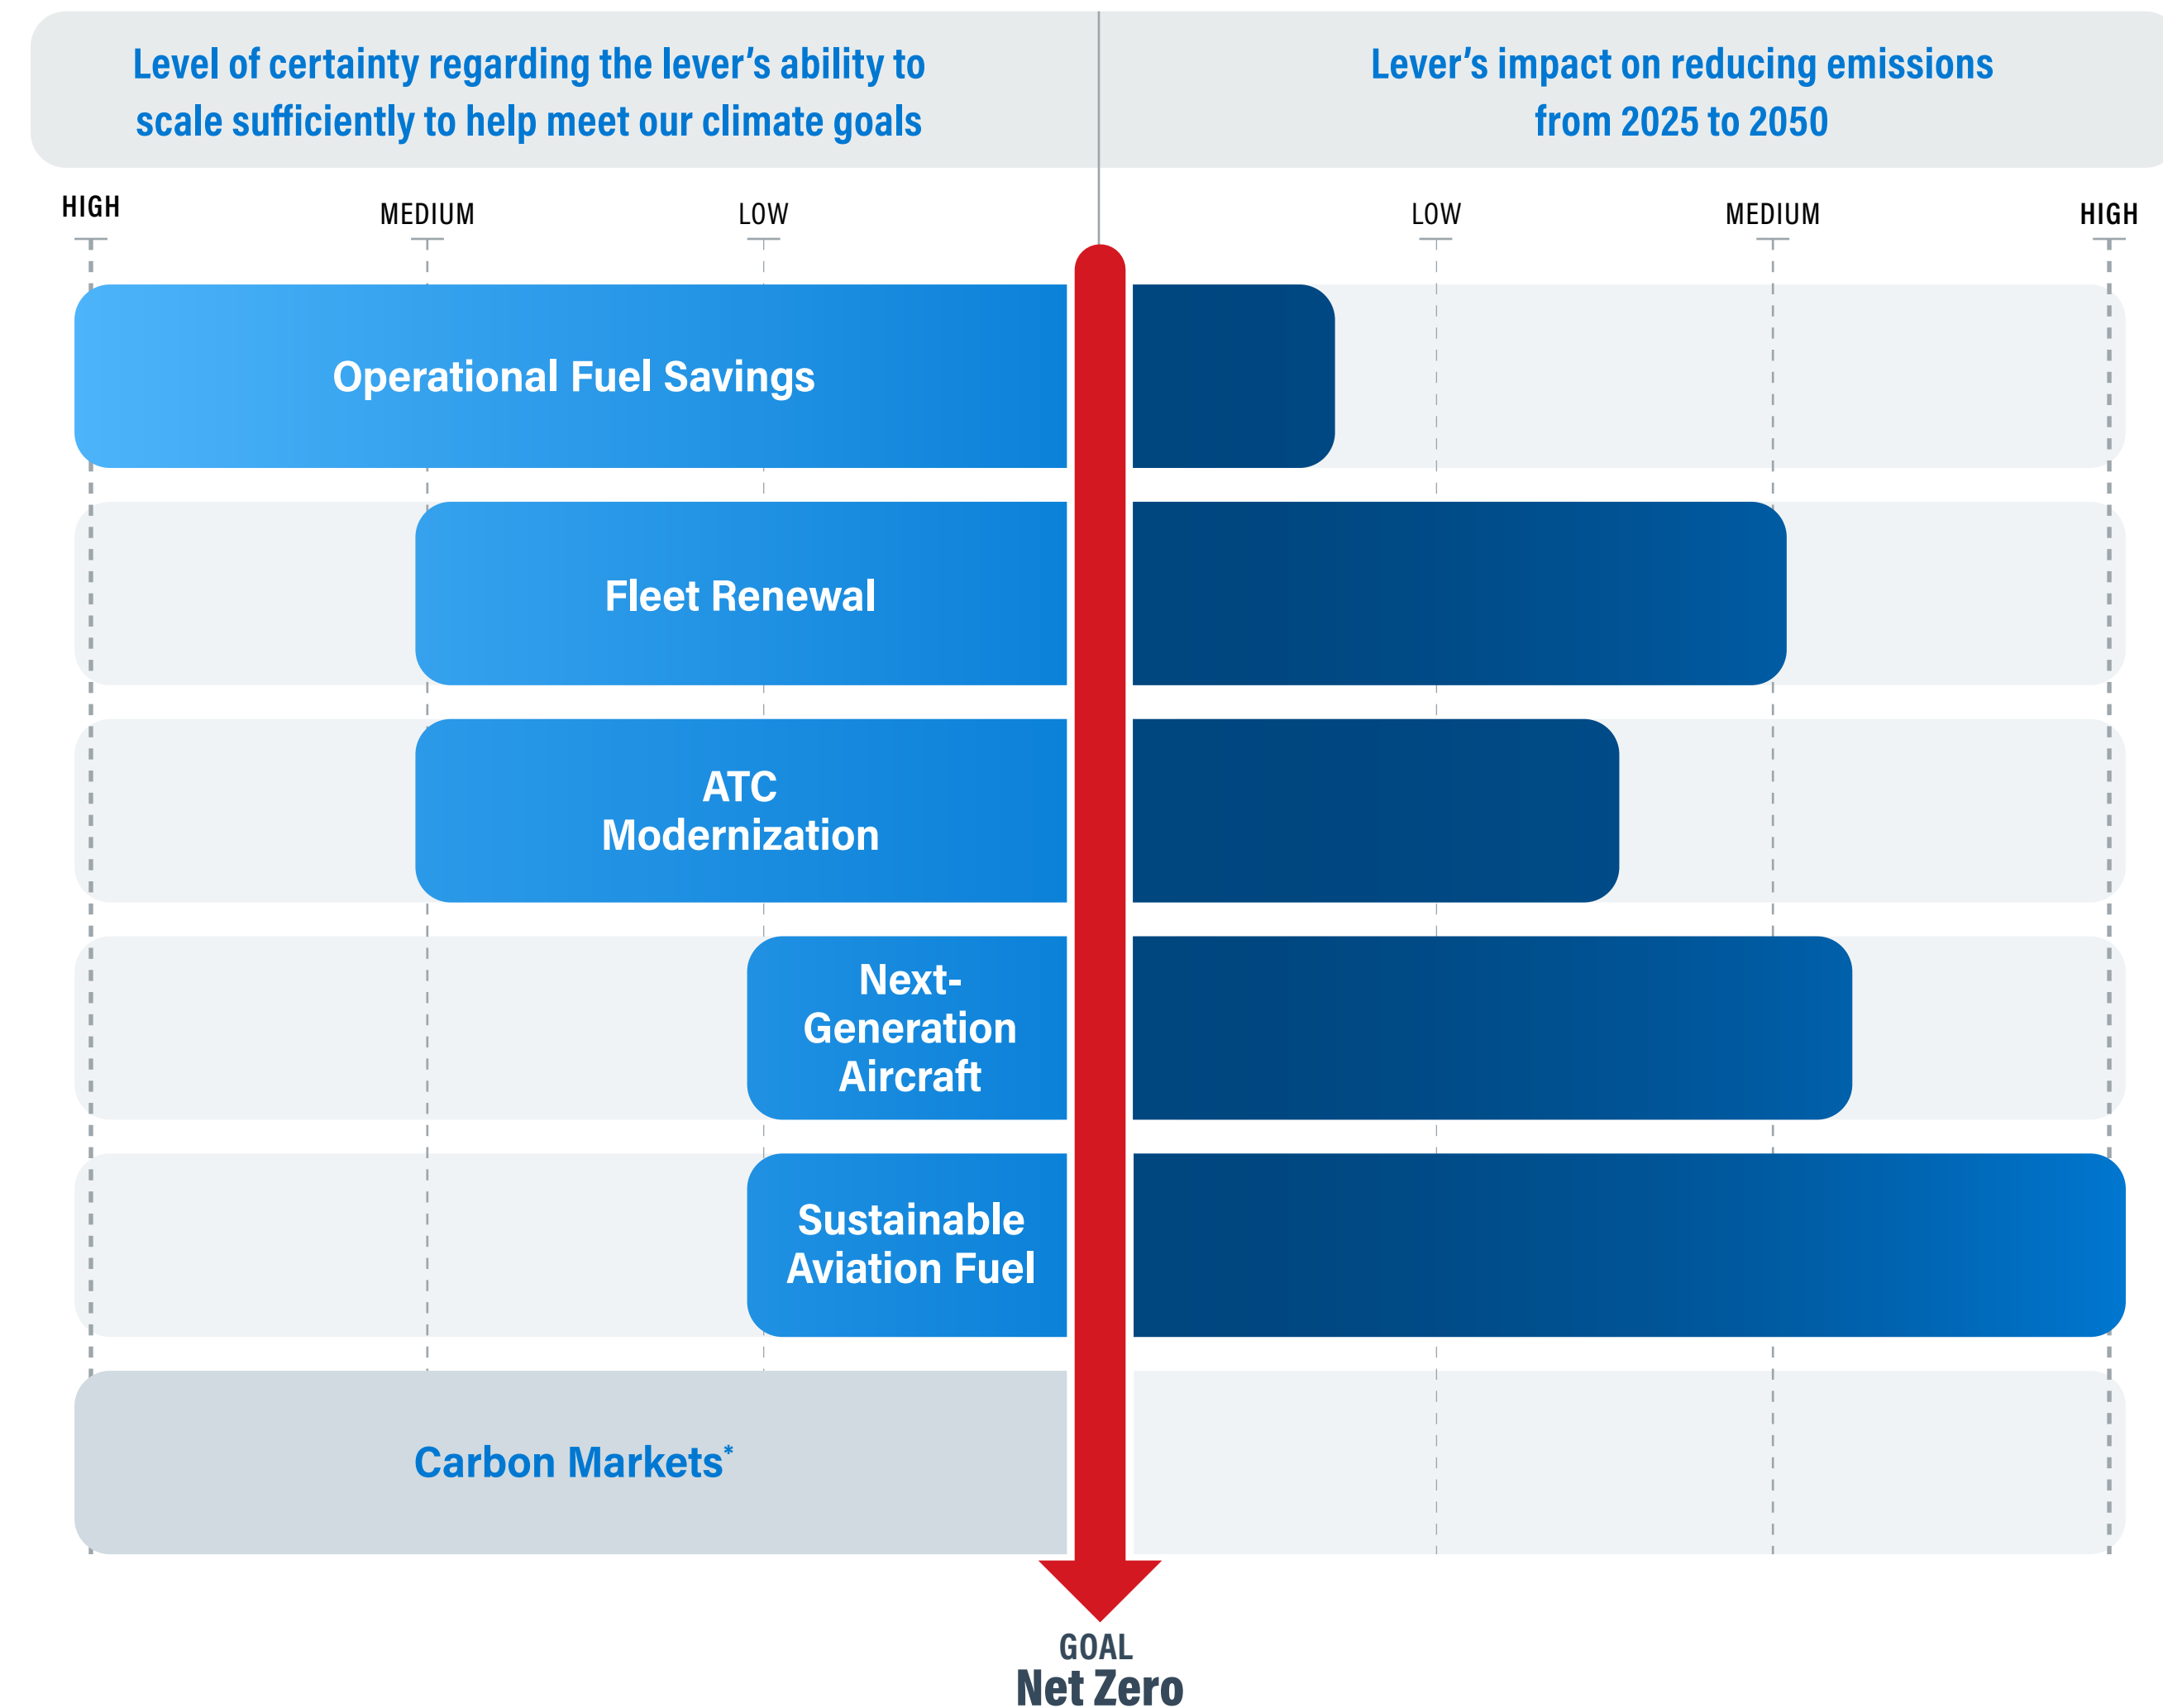 Level of certainty regarding the lever’s ability to
scale sufficiently to help meet our climate goals
Lever’s impact on reducing emissions
from 2025 to 2050
HIGH
MEDIUM
LOW
LOW
MEDIUM
HIGH
Operational Fuel Savings
Fleet Renewal
ATC
Modernization
Next-
Generation
Aircraft
Sustainable
Aviation Fuel
Carbon Markets*
GOAL
Net Zero